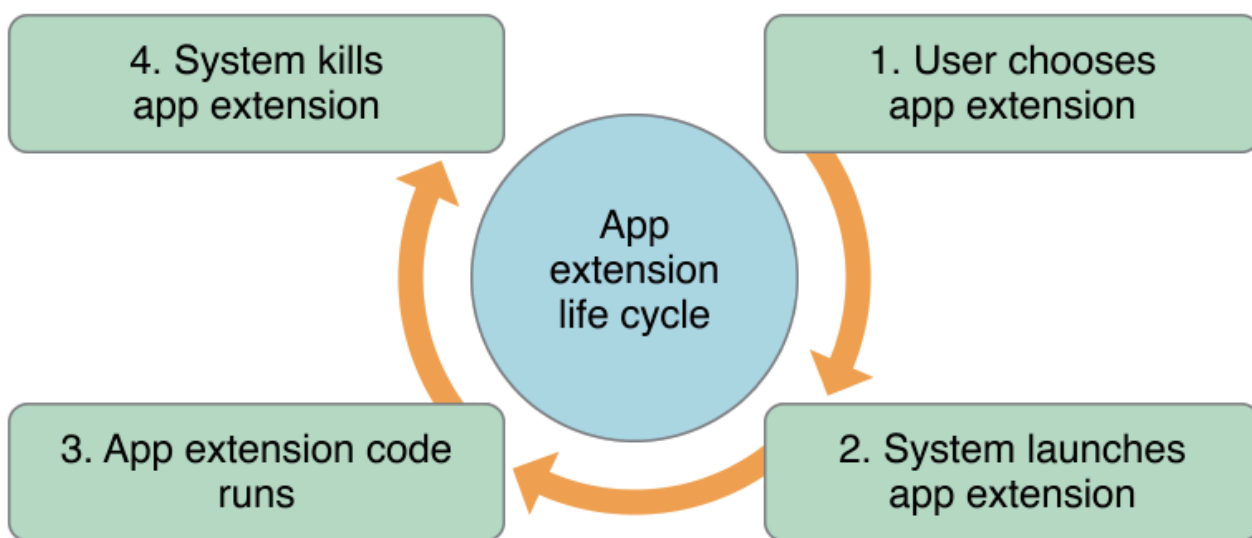 4. System kills
app extension
1. User chooses
app extension
App
extension
life cycle
3. App extension code
runs
2. System launches
app extension